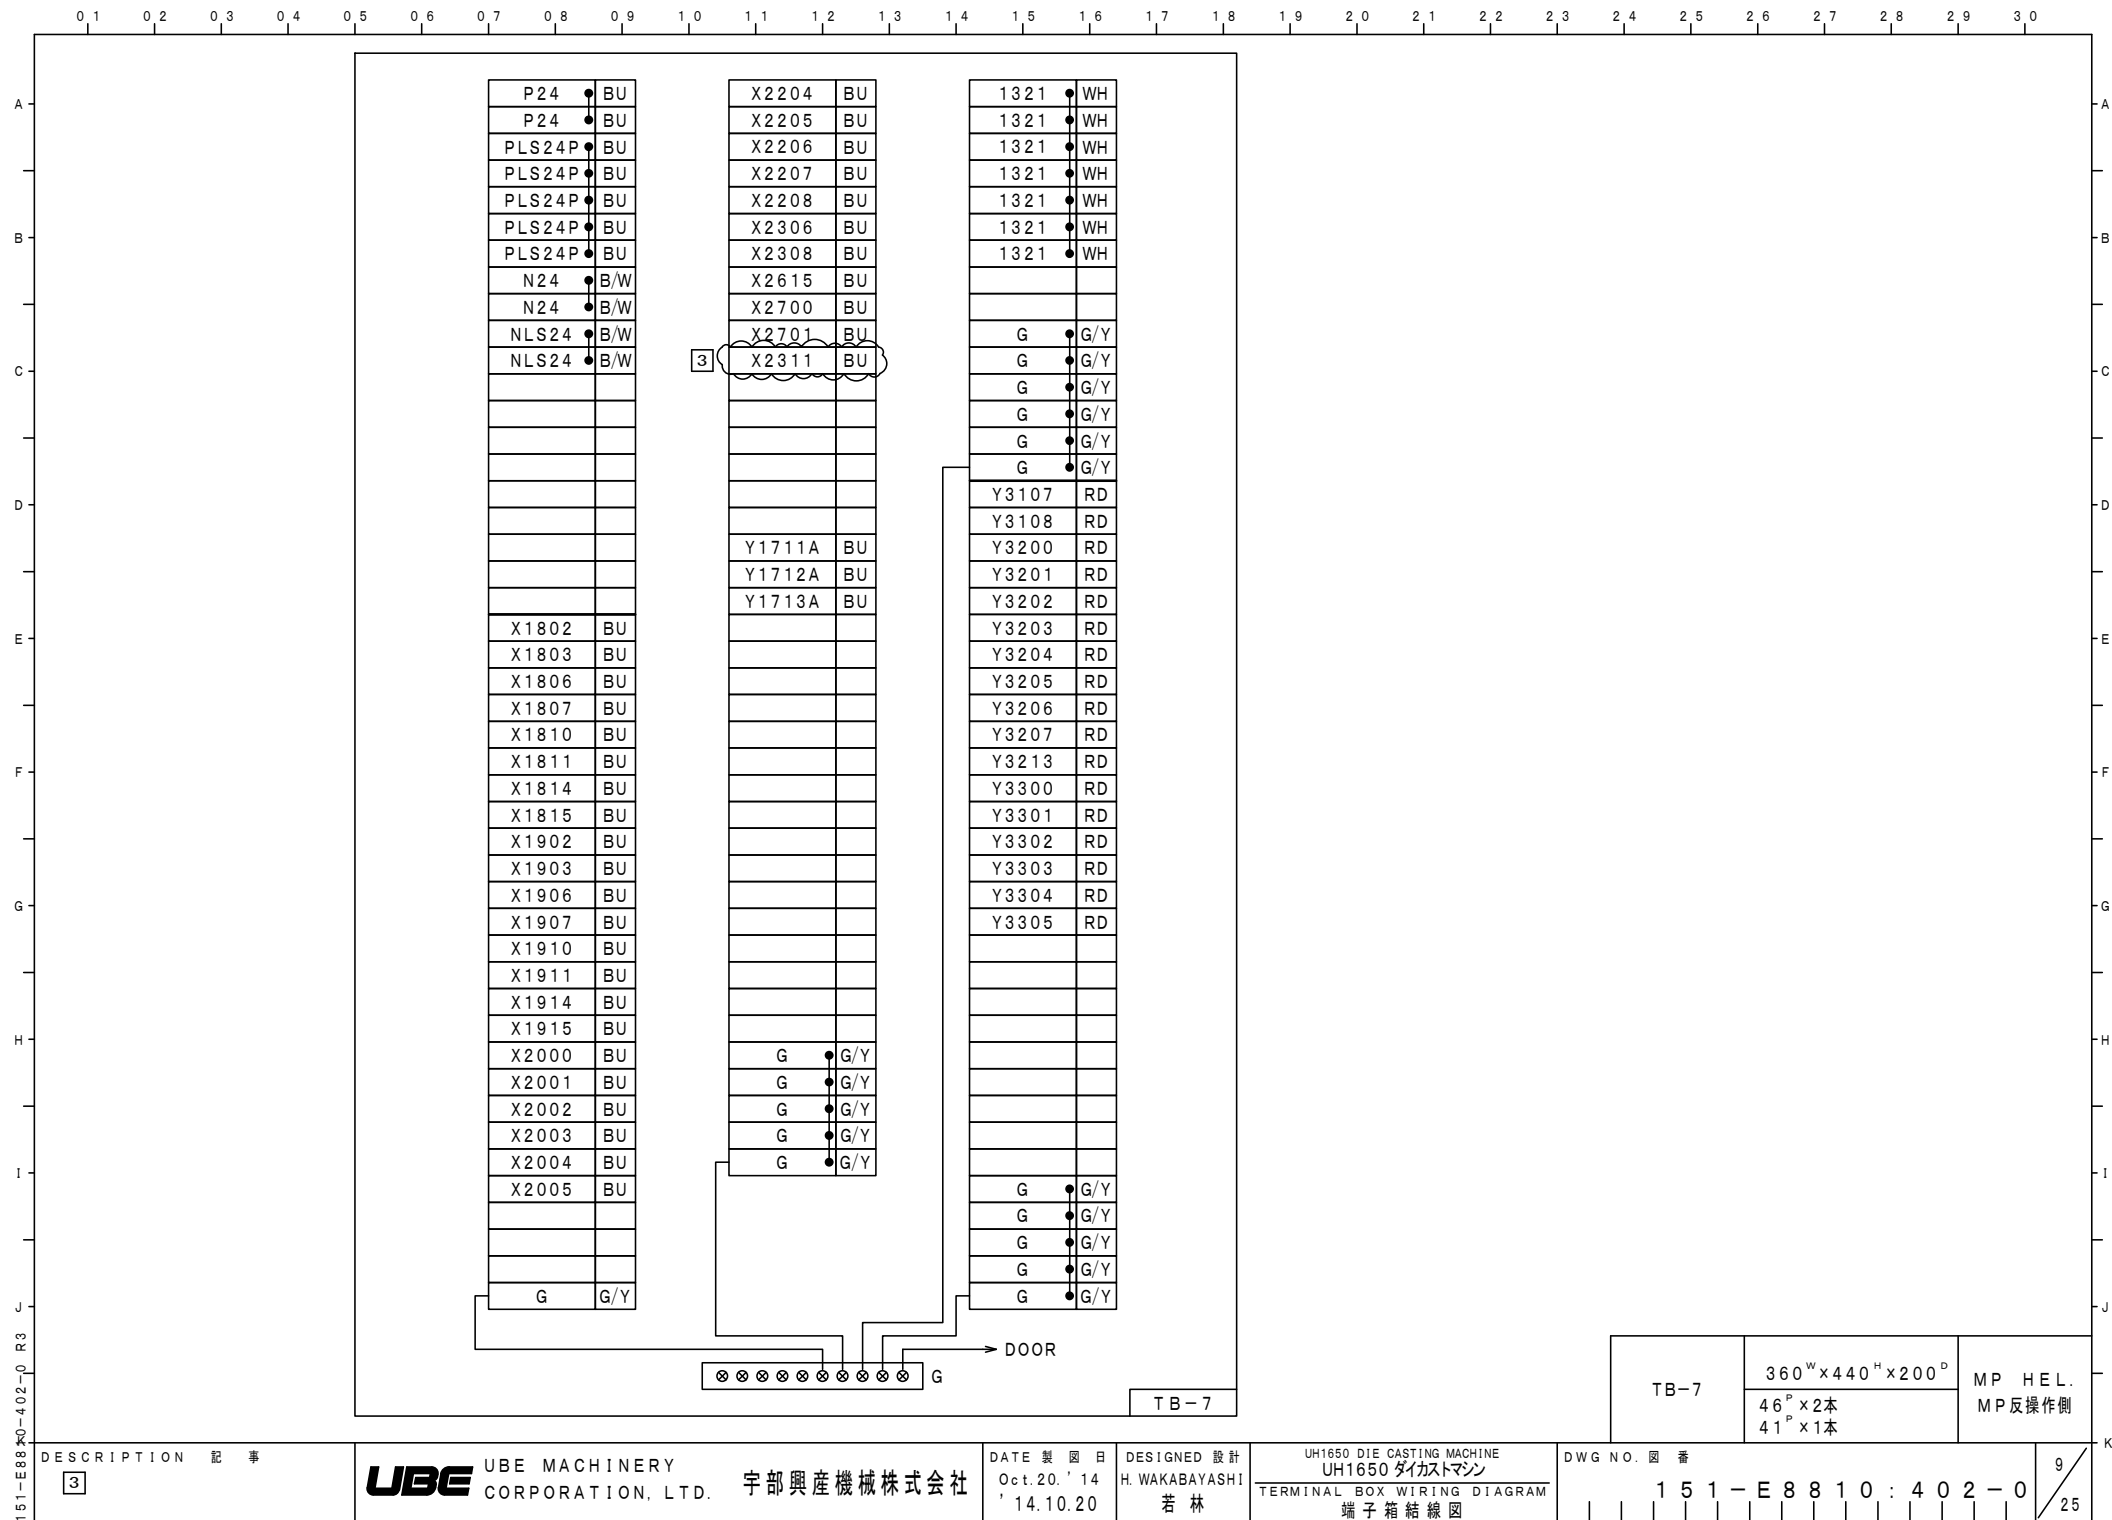 01 02 03 04 05 06 07 08 09 10 11 12 13 14 15 16 17 18 19 20 21 22 23 24 25 26 27 28 29 30
A
B
C
D
E
F
G
H
I
J
K
P24 BU
P24 BU
PLS24P BU
PLS24P BU
PLS24P BU
PLS24P BU
PLS24P BU
N24 B/W
N24 B/W
NLS24 B/W
NLS24 B/W
X1802 BU
X1803 BU
X1806 BU
X1807 BU
X1810 BU
X1811 BU
X1814 BU
X1815 BU
X1902 BU
X1903 BU
X1906 BU
X1907 BU
X1910 BU
X1911 BU
X1914 BU
X1915 BU
X2000 BU
X2001 BU
X2002 BU
X2003 BU
X2004 BU
X2005 BU
G G/Y
X2204 BU
X2205 BU
X2206 BU
X2207 BU
X2208 BU
X2306 BU
X2308 BU
X2615 BU
X2700 BU
X2701 BU
3 X2311 BU
Y1711A BU
Y1712A BU
Y1713A BU
G G/Y
G G/Y
G G/Y
G G/Y
G G/Y
1321 WH
1321 WH
1321 WH
1321 WH
1321 WH
1321 WH
1321 WH
G G/Y
G G/Y
G G/Y
G G/Y
G G/Y
G G/Y
Y3107 RD
Y3108 RD
Y3200 RD
Y3201 RD
Y3202 RD
Y3203 RD
Y3204 RD
Y3205 RD
Y3206 RD
Y3207 RD
Y3213 RD
Y3300 RD
Y3301 RD
Y3302 RD
Y3303 RD
Y3304 RD
Y3305 RD
G G/Y
G G/Y
G G/Y
G G/Y
G G/Y
DOOR
G
TB-7
A
B
C
D
E
F
G
H
I
J
K
TB-7
360W×440H×200D
46P×2本
41P×1本
MP HEL.
MP反操作側
151-E8810-402-0 R3
DESCRIPTION 記 事
3
UBE
UBE MACHINERY
CORPORATION, LTD.
宇部興産機械株式会社
DATE 製 図 日
Oct.20.'14
'14.10.20
DESIGNED 設計
H. WAKABAYASHI
若 林
UH1650 DIE CASTING MACHINE
UH1650 ダイカストマシン
TERMINAL BOX WIRING DIAGRAM
端子箱結線図
DWG NO. 図 番
151-E8810:402-0
9/25